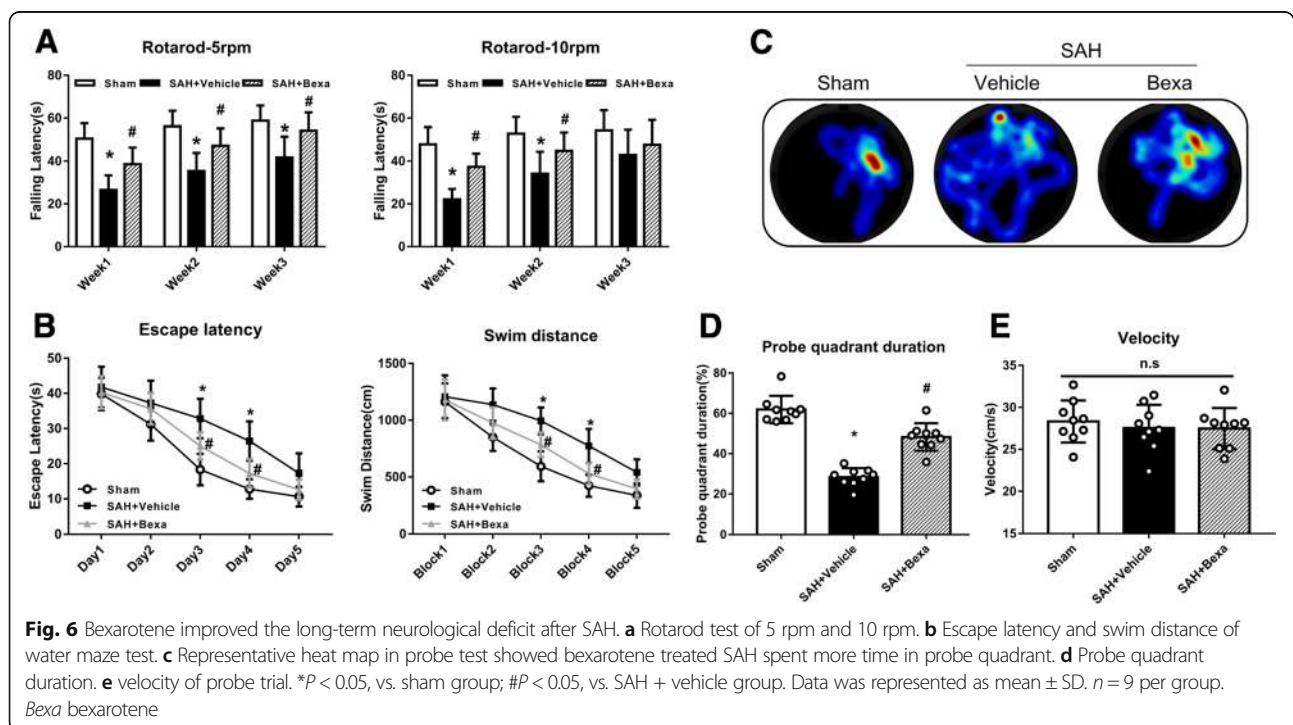 A
Rotarod-5rpm
Sham SAH+Vehicle SAH+Bexa
Falling Latency(s)
80
60
40
20
0
* # * # * #
Week1 Week2 Week3
Rotarod-10rpm
Sham SAH+Vehicle SAH+Bexa
Falling Latency(s)
80
60
40
20
0
* # * #
Week1 Week2 Week3
C
SAH
Sham Vehicle Bexa
B
Escape latency
Escape Latency(s)
50
40
30
20
10
0
* *
# #
Sham
SAH+Vehicle
SAH+Bexa
Day1 Day2 Day3 Day4 Day5
Swim distance
Swim Distance(cm)
1500
1000
500
0
* *
# #
Sham
SAH+Vehicle
SAH+Bexa
Block1 Block2 Block3 Block4 Block5
D
Probe quadrant duration
Probe quadrant duration(%)
80
60
40
20
0
* #
Sham SAH+Vehicle SAH+Bexa
E
Velocity
Velocity(cm/s)
35
30
25
20
15
n.s
Sham SAH+Vehicle SAH+Bexa
Fig. 6 Bexarotene improved the long-term neurological deficit after SAH. a Rotarod test of 5 rpm and 10 rpm. b Escape latency and swim distance of
water maze test. c Representative heat map in probe test showed bexarotene treated SAH spent more time in probe quadrant. d Probe quadrant
duration. e velocity of probe trial. *P < 0.05, vs. sham group; #P < 0.05, vs. SAH + vehicle group. Data was represented as mean ± SD. n = 9 per group.
Bexa bexarotene